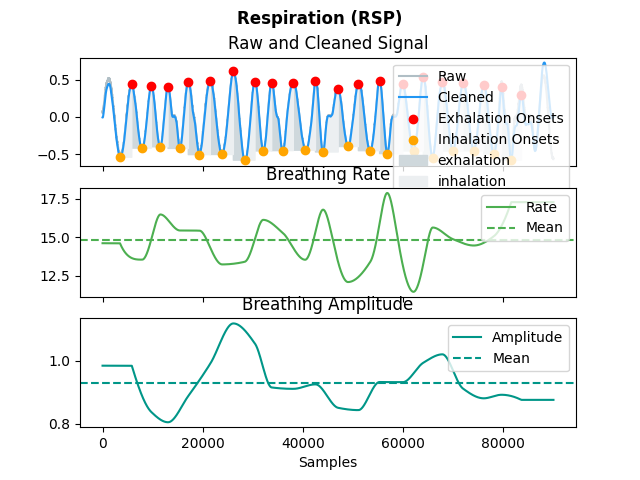 Respiration (RSP)
Raw and Cleaned Signal
0.5
0.0
−0.5
Raw
Cleaned
Exhalation Onsets
Inhalation Onsets
exhalation
inhalation
Breathing Rate
17.5
15.0
12.5
Rate
Mean
Breathing Amplitude
1.0
0.8
Amplitude
Mean
0 20000 40000 60000 80000
Samples